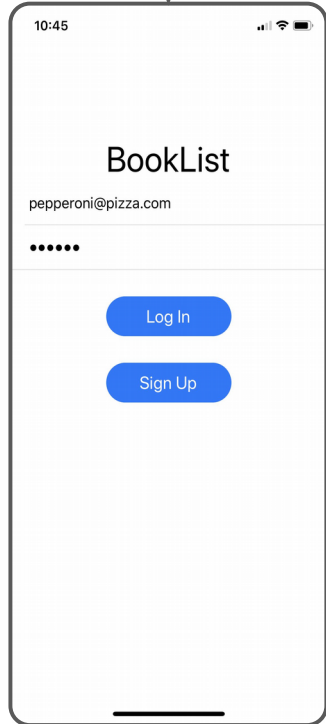 10:45
BookList
pepperoni@pizza.com
••••••
Log In
Sign Up